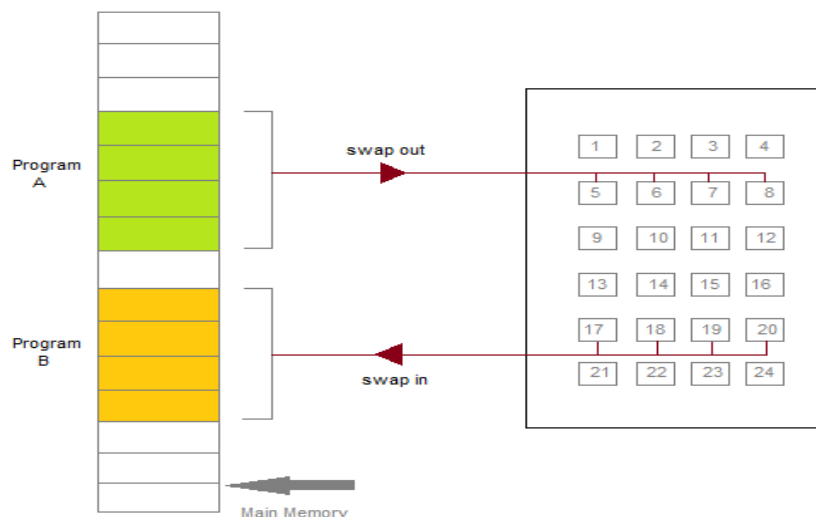 Program
A
swap out
1 2 3 4
5 6 7 8
9 10 11 12
13 14 15 16
Program
B
17 18 19 20
swap in
21 22 23 24
Main Memory